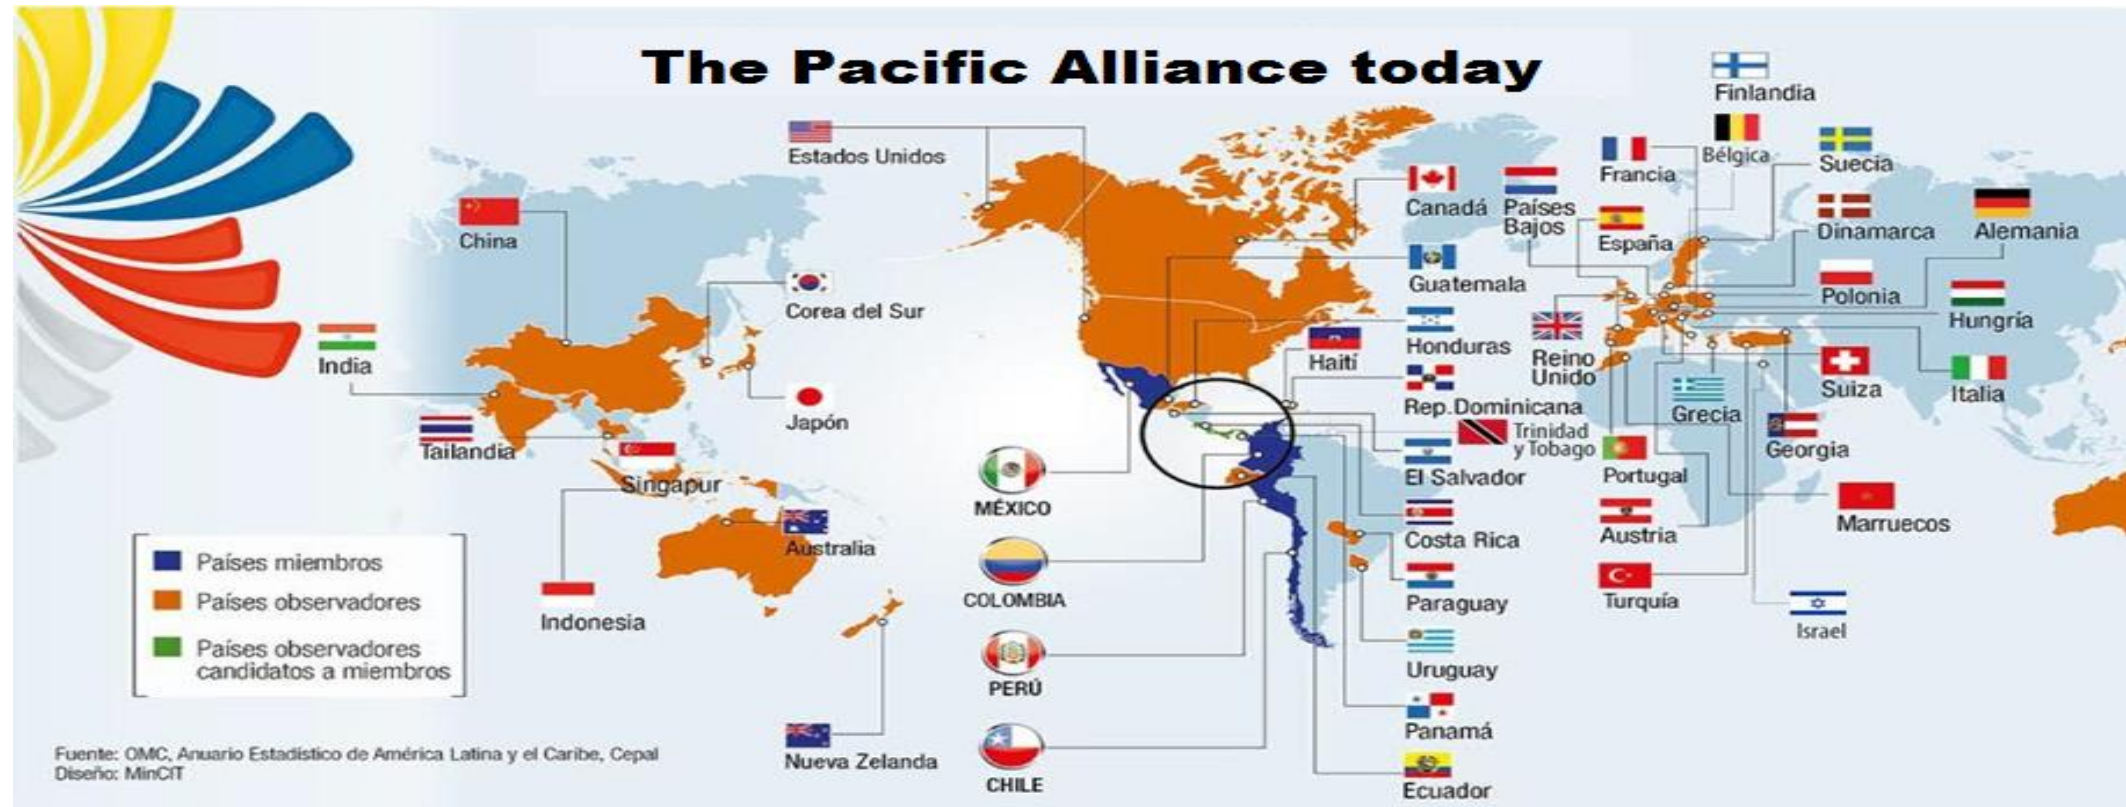 The Pacific Alliance today
Finlandia
Bélgica
Suecia
Francia
Estados Unidos
Canadá
Países
Bajos
España
Dinamarca
Alemania
China
Guatemala
Polonia
Corea del Sur
Hungría
Honduras
Haití
Reino
Unido
India
Suiza
Italia
Rep.Dominicana
Grecia
Japón
Trinidad
y Tobago
Tailandia
Georgia
El Salvador
Portugal
Singapur
MÉXICO
Marruecos
Austria
Costa Rica
Australia
Países miembros
Países observadores
Países observadores
candidatos a miembros
COLOMBIA
Paraguay
Turquía
Indonesia
Israel
Uruguay
PERÚ
Panamá
Nueva Zelanda
CHILE
Ecuador
Fuente: OMC, Anuario Estadístico de América Latina y el Caribe, Cepal
Diseño: MinCIT